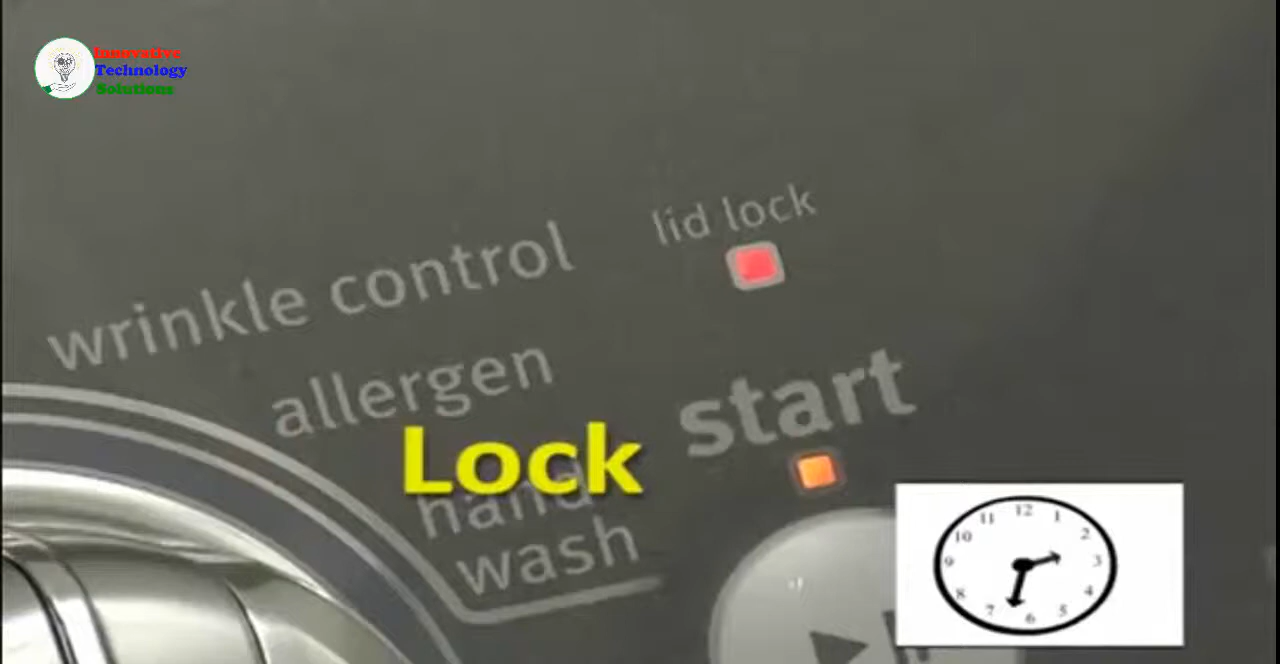 Innovative
Technology
Solutions
lid lock
wrinkle control
allergen
start
Lock
hand
wash
12
11
1
10
2
9
3
8
4
7
5
6